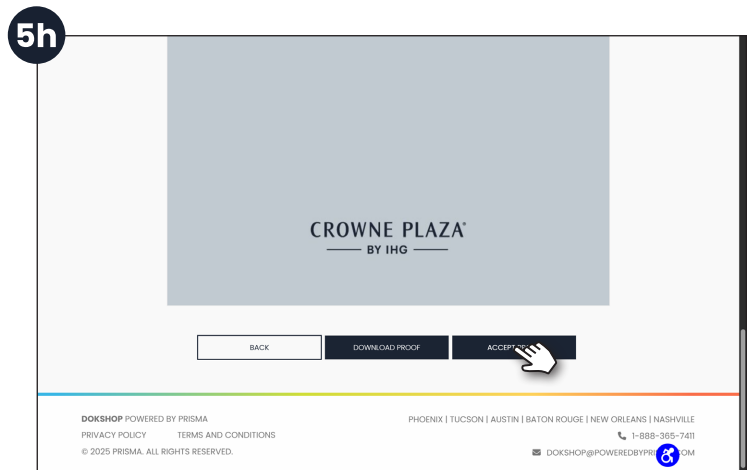 5h
CROWNE PLAZA®
BY IHG
BACK
DOWNLOAD PROOF
ACCEPT
DOKSHOP POWERED BY PRISMA
PRIVACY POLICY TERMS AND CONDITIONS
© 2025 PRISMA. ALL RIGHTS RESERVED.
PHOENIX | TUCSON | AUSTIN | BATON ROUGE | NEW ORLEANS | NASHVILLE
1-888-365-7411